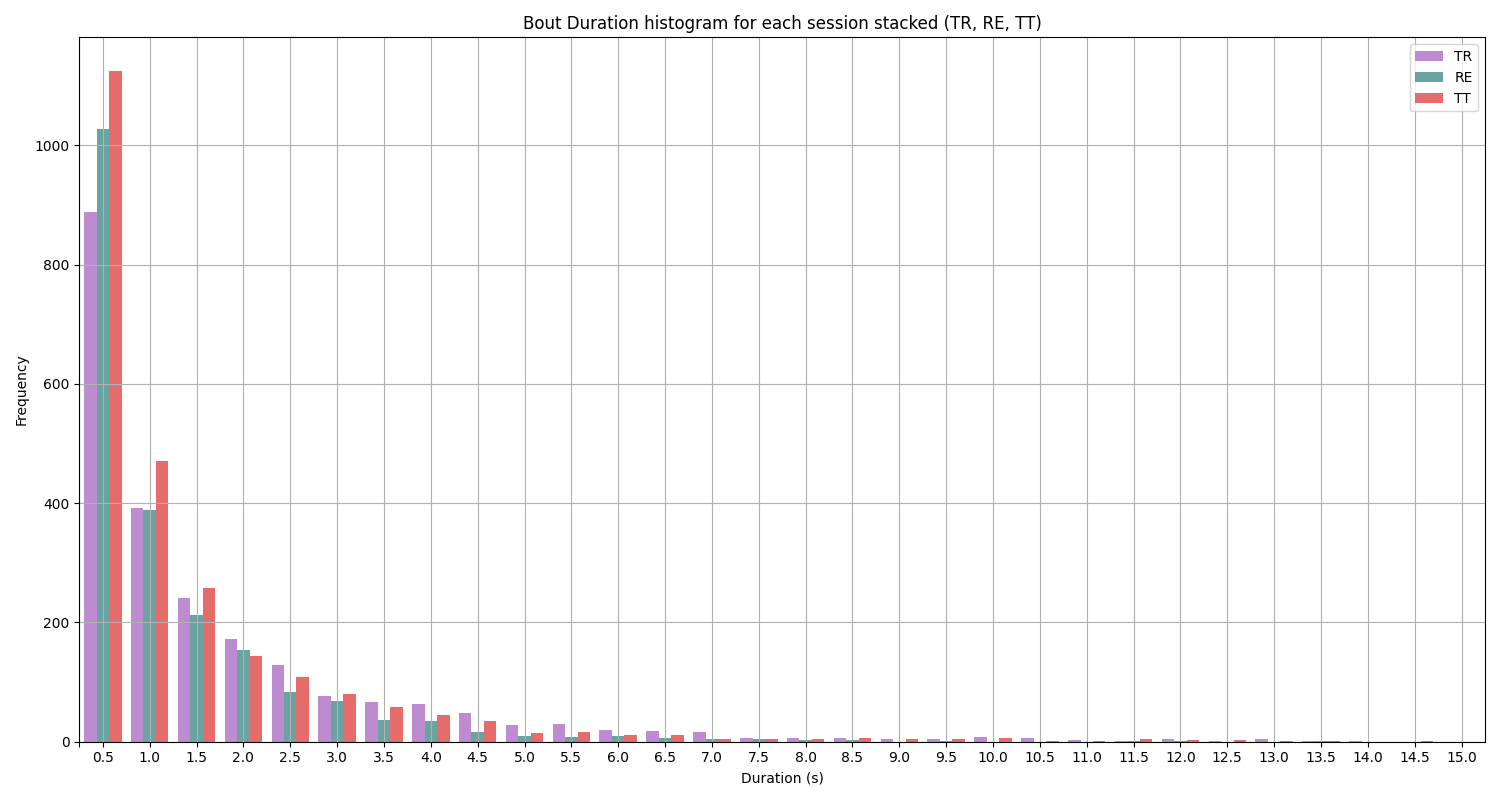 Bout Duration histogram for each session stacked (TR, RE, TT)
TR
RE
TT
1000
800
600
400
200
0
Frequency
0.5 1.0 1.5 2.0 2.5 3.0 3.5 4.0 4.5 5.0 5.5 6.0 6.5 7.0 7.5 8.0 8.5 9.0 9.5 10.0 10.5 11.0 11.5 12.0 12.5 13.0 13.5 14.0 14.5 15.0
Duration (s)